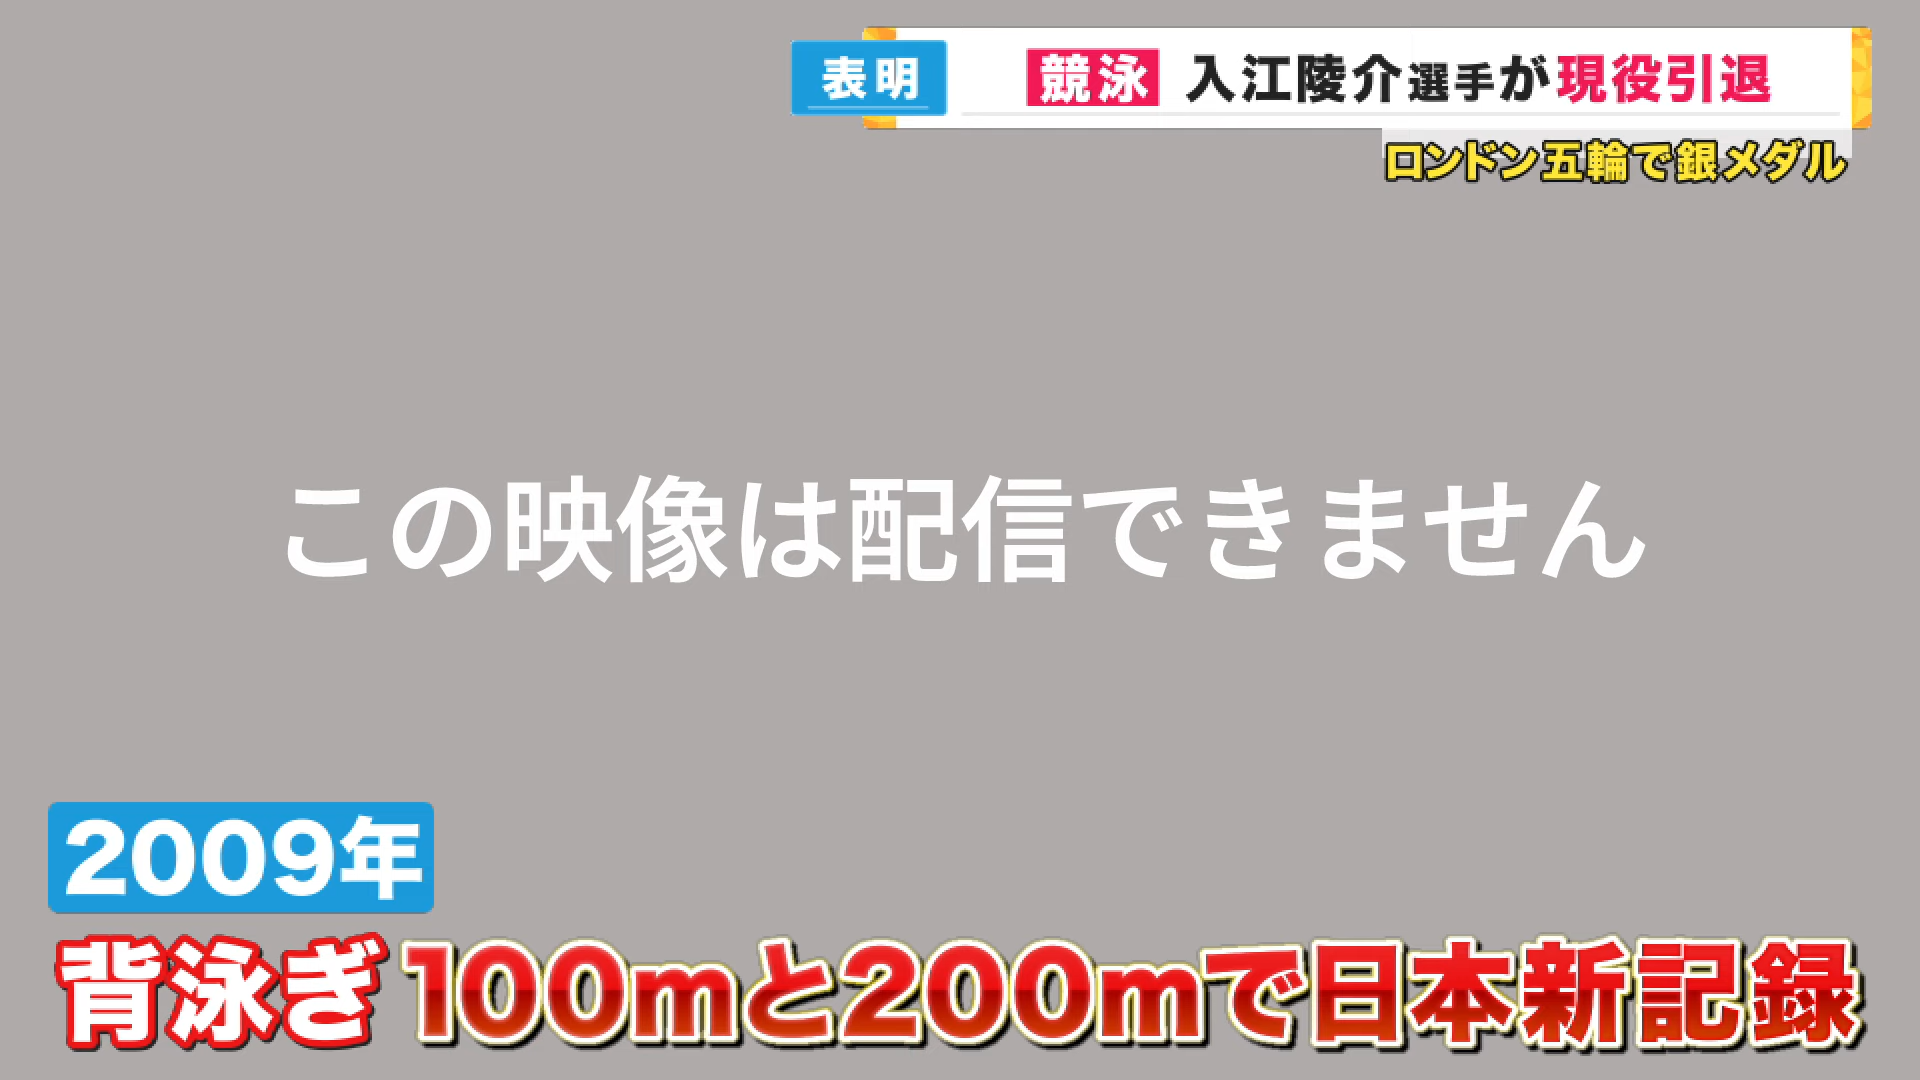 表明
競泳 入江陵介選手が現役引退
ロンドン五輪で銀メダル
この映像は配信できません
2009年
背泳ぎ100mと200mで日本新記録